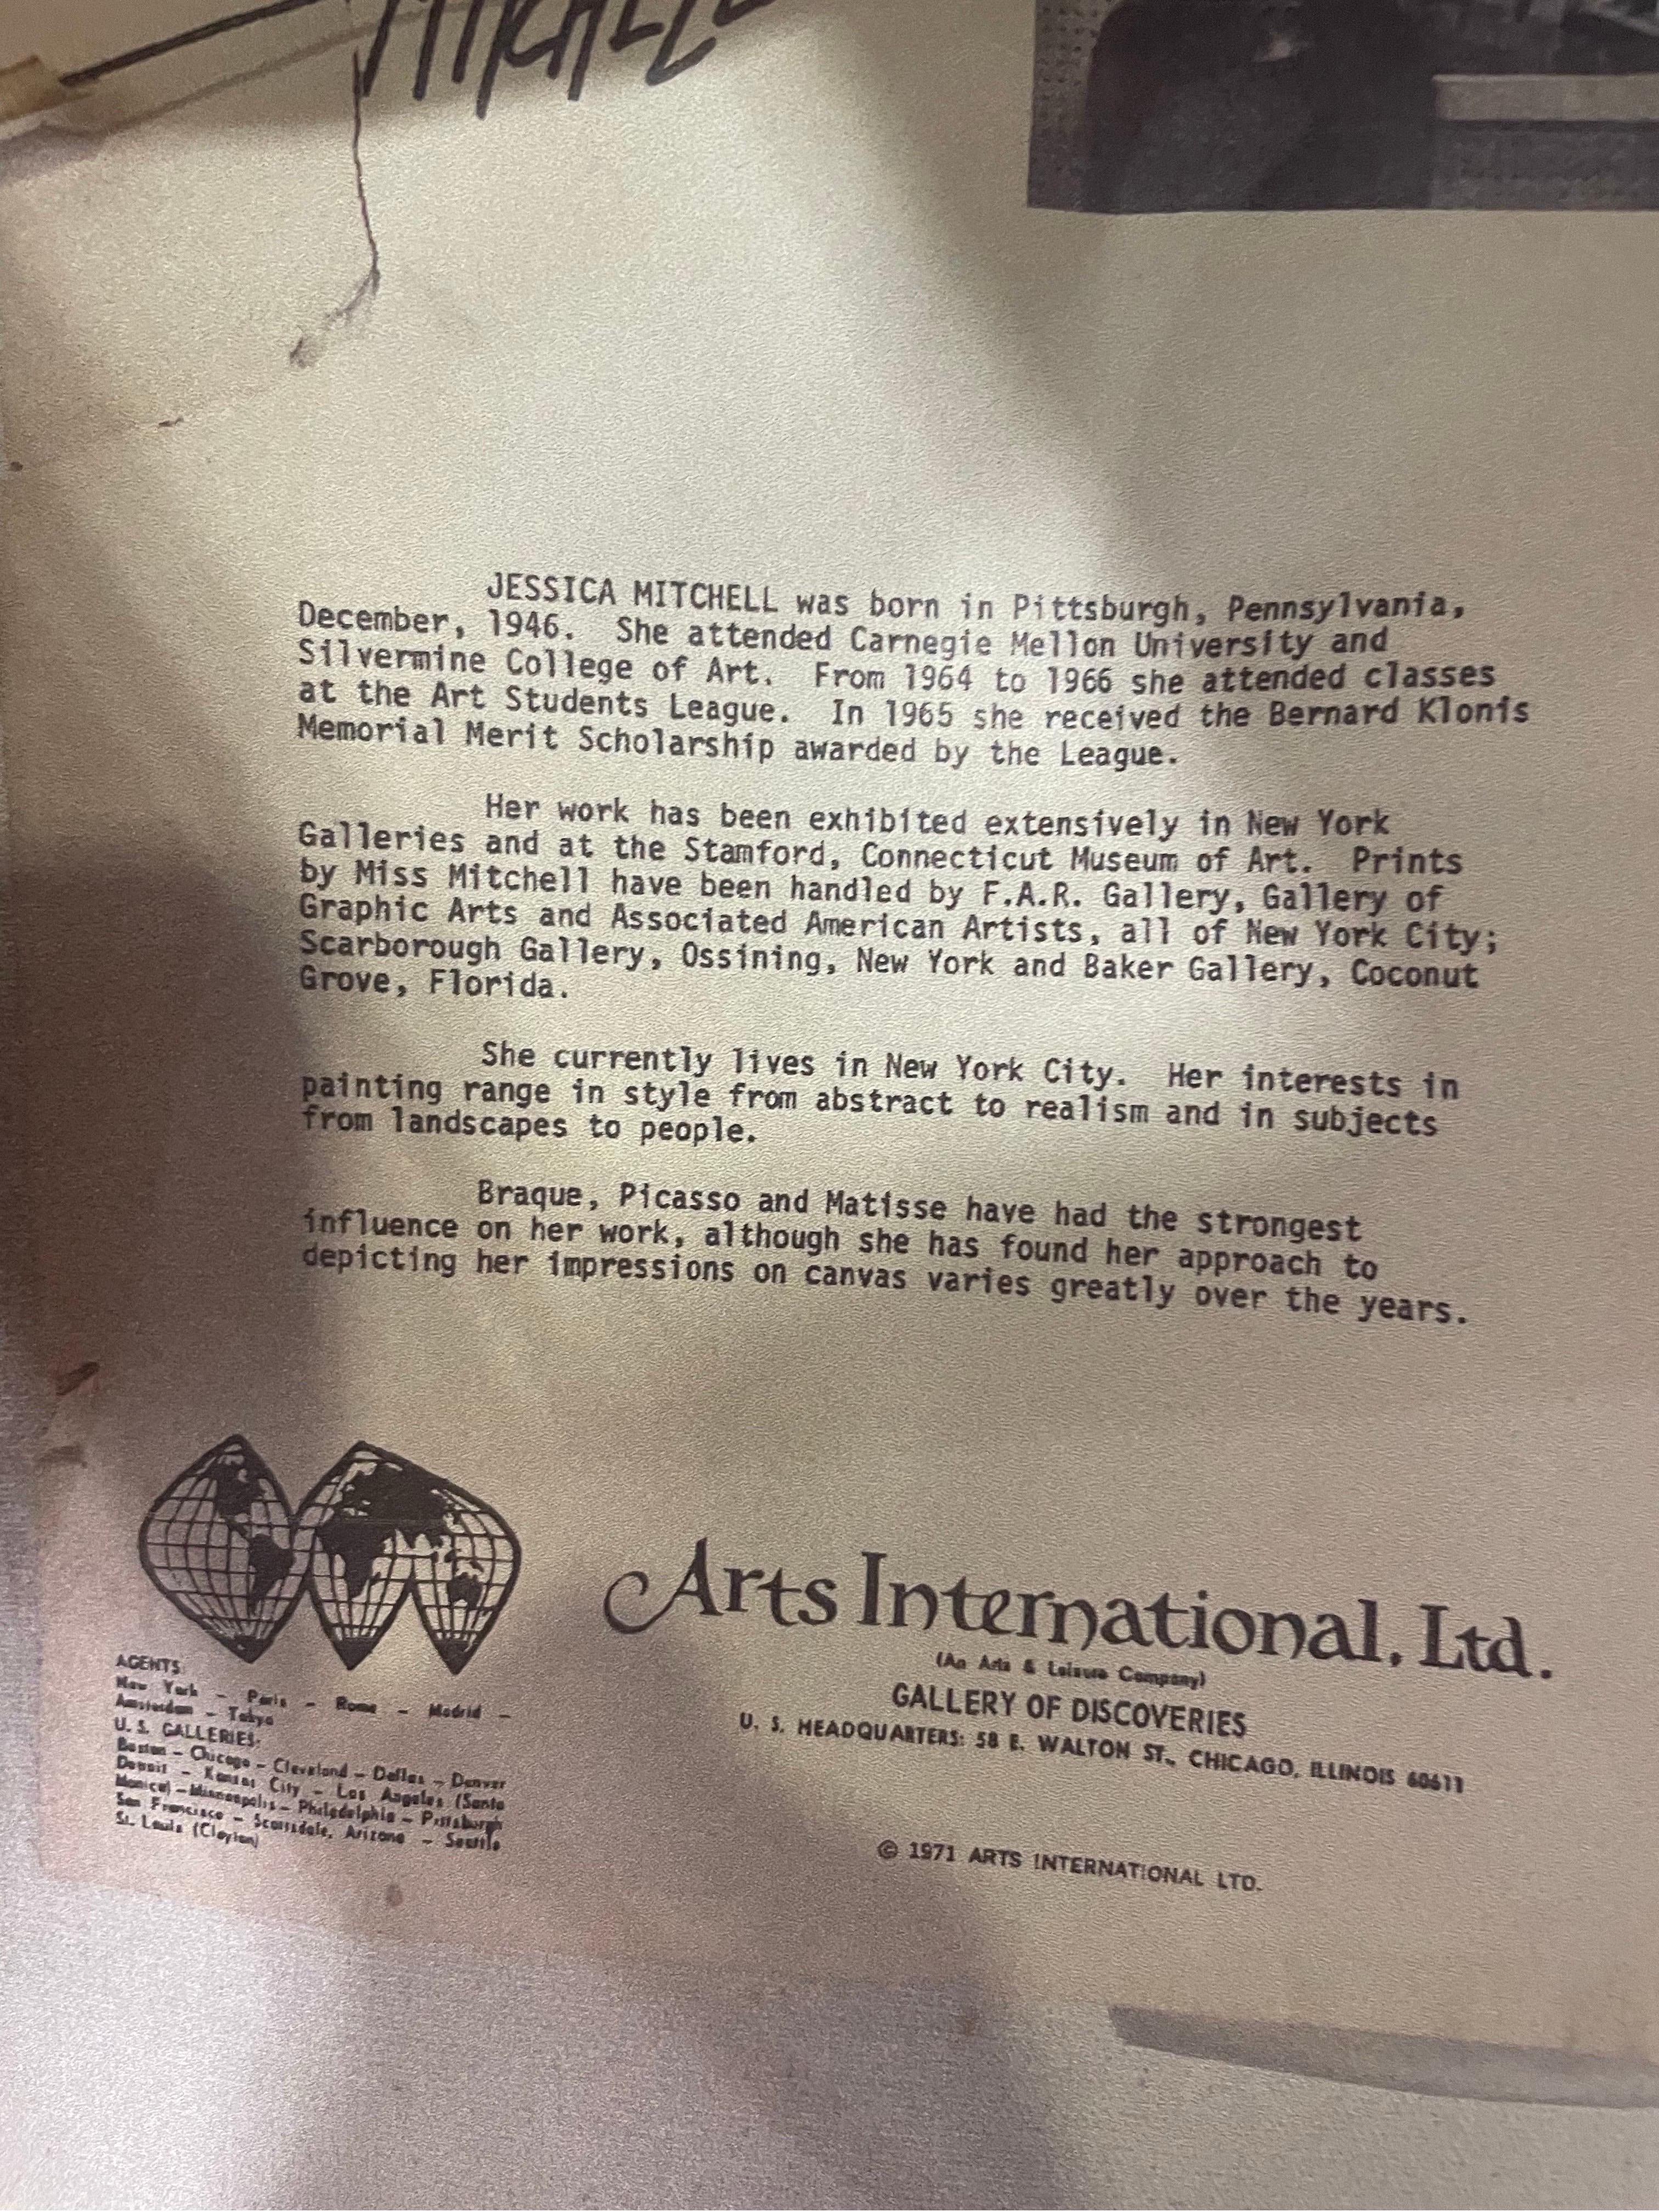 MITCHELL
JESSICA MITCHELL was born in Pittsburgh, Pennsylvania,
December, 1946. She attended Carnegie Mellon University and
Silvermine College of Art. From 1964 to 1966 she attended classes
at the Art Students League. In 1965 she received the Bernard Klonis
Memorial Merit Scholarship awarded by the League.
Her work has been exhibited extensively in New York
Galleries and at the Stamford, Connecticut Museum of Art. Prints
by Miss Mitchell have been handled by F.A.R. Gallery, Gallery of
Graphic Arts and Associated American Artists, all of New York City;
Scarborough Gallery, Ossining, New York and Baker Gallery, Coconut
Grove, Florida.
She currently lives in New York City. Her interests in
painting range in style from abstract to realism and in subjects
from landscapes to people.
Braque, Picasso and Matisse have had the strongest
influence on her work, although she has found her approach to
depicting her impressions on canvas varies greatly over the years.
AGENTS:
New York - Paris - Rome - Madrid -
Amsterdam - Tokyo
U. S. GALLERIES:
Boston - Chicago - Cleveland - Dallas - Denver
Detroit - Kansas City - Los Angeles (Santa
Monica) - Minneapolis - Philadelphia - Pittsburgh
San Francisco - Scottsdale, Arizona - Seattle
St. Louis (Clayton)
Arts International, Ltd.
(An Arts & Leisure Company)
GALLERY OF DISCOVERIES
U. S. HEADQUARTERS: 58 E. WALTON ST., CHICAGO, ILLINOIS 60611
© 1971 ARTS INTERNATIONAL LTD.